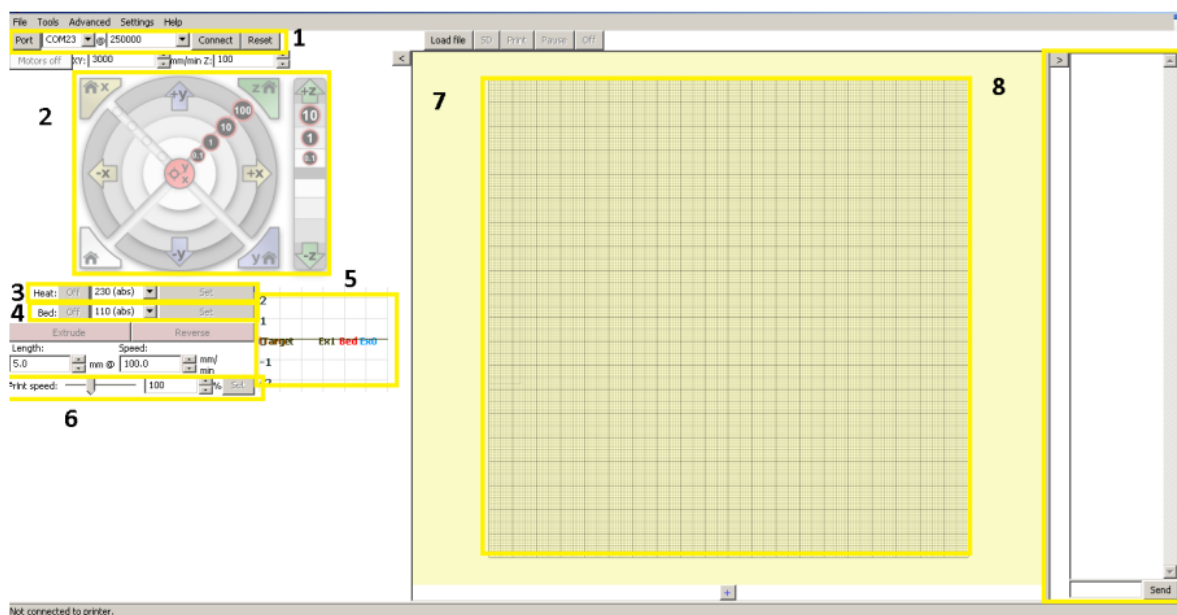 File Tools Advanced Settings Help
Port COM23 @ 250000 Connect Reset 1
Load file SD Print Pause Off
Motors off XY: 3000 mm/min Z: 100 < >
2 7 8
x +y z +z
100 10
10 1
1 0.1
0.1
-x y x +x
-y y -z
5
3 Heat: Off 230 (abs) Set
4 Bed: Off 110 (abs) Set
2
1
Extrude Reverse
Target Ex1 Bed Ex0
Length: Speed:
5.0 mm @ 100.0 mm/min
-1
Print speed: 100 % Set
6
+
Send
Not connected to printer.